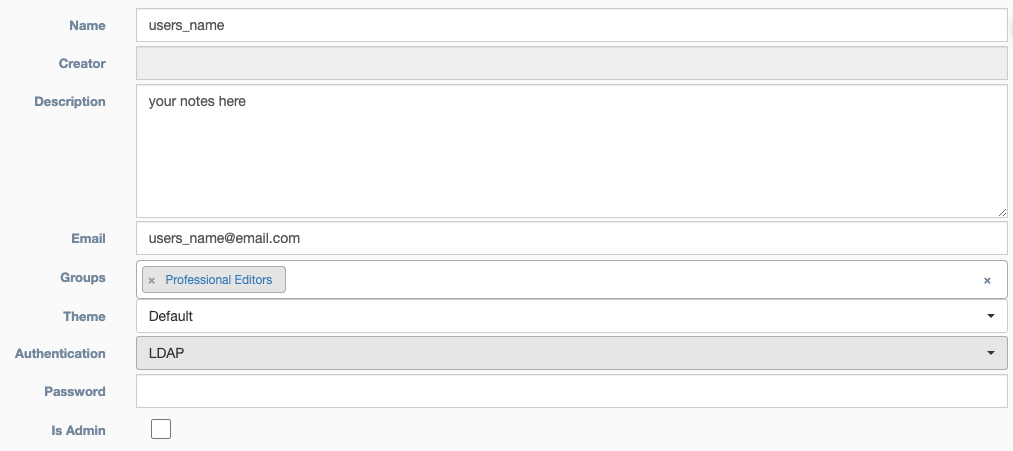 Name users_name
Creator
Description your notes here
Email users_name@email.com
Groups × Professional Editors ×
Theme Default
Authentication LDAP
Password
Is Admin